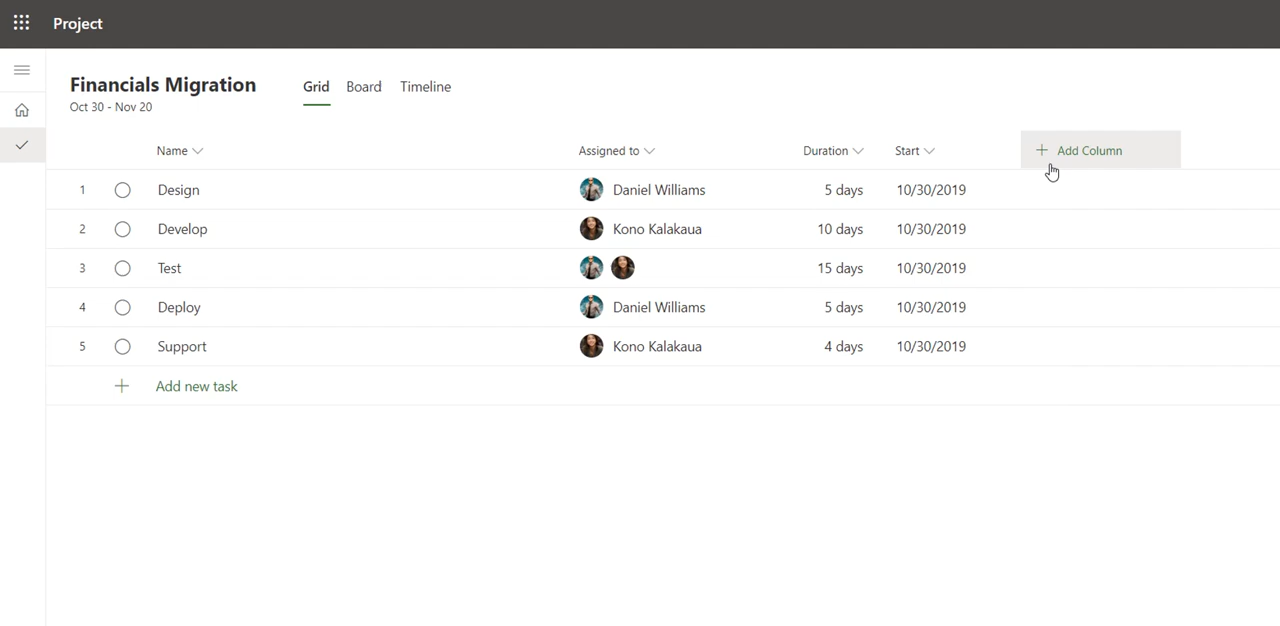 Project
Financials Migration
Oct 30 - Nov 20
Grid Board Timeline
Name Assigned to Duration Start Add Column
1 Design Daniel Williams 5 days 10/30/2019
2 Develop Kono Kalakaua 10 days 10/30/2019
3 Test 15 days 10/30/2019
4 Deploy Daniel Williams 5 days 10/30/2019
5 Support Kono Kalakaua 4 days 10/30/2019
Add new task